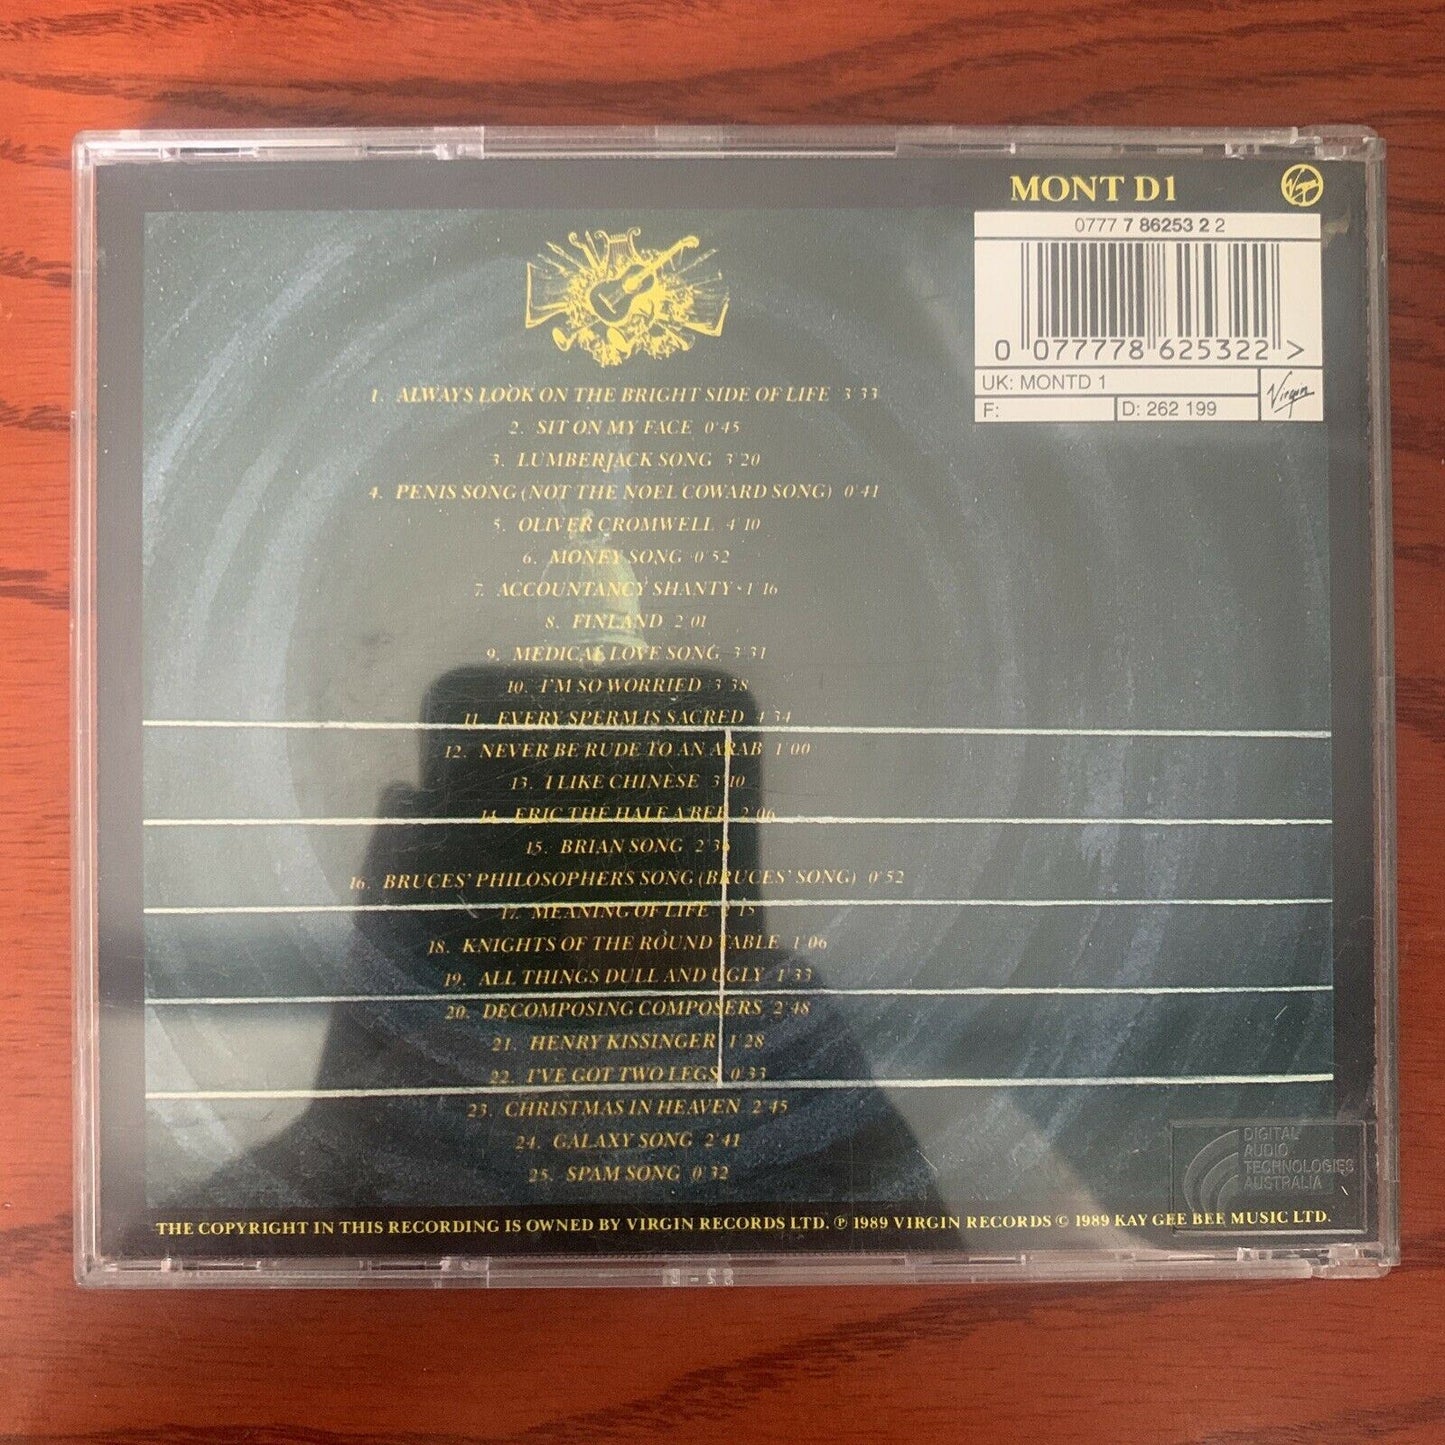 MONT D1
Virgin
0777 7 86253 2 2
0 077778 625322 >
UK: MONTD 1
F:
D: 262 199
Virgin
1. ALWAYS LOOK ON THE BRIGHT SIDE OF LIFE 3'33
2. SIT ON MY FACE 0'45
3. LUMBERJACK SONG 3'20
4. PENIS SONG (NOT THE NOEL COWARD SONG) 0'41
5. OLIVER CROMWELL 4'10
6. MONEY SONG 0'52
7. ACCOUNTANCY SHANTY 1'16
8. FINLAND 2'01
9. MEDICAL LOVE SONG 3'31
10. I'M SO WORRIED 3'38
11. EVERY SPERM IS SACRED 4'34
12. NEVER BE RUDE TO AN ARAB 1'00
13. I LIKE CHINESE 3'10
14. ERIC THE HALF A BEE 2'06
15. BRIAN SONG
16. BRUCES' PHILOSOPHERS SONG (BRUCES' SONG) 0'52
17. MEANING OF LIFE 2'15
18. KNIGHTS OF THE ROUND TABLE 1'06
19. ALL THINGS DULL AND UGLY 1'33
20. DECOMPOSING COMPOSERS 2'48
21. HENRY KISSINGER 1'28
22. I'VE GOT TWO LEGS 0'33
23. CHRISTMAS IN HEAVEN 2'45
24. GALAXY SONG 2'41
25. SPAM SONG 0'32
DIGITAL
AUDIO
TECHNOLOGIES
AUSTRALIA
THE COPYRIGHT IN THIS RECORDING IS OWNED BY VIRGIN RECORDS LTD. ℗ 1989 VIRGIN RECORDS © 1989 KAY GEE BEE MUSIC LTD.